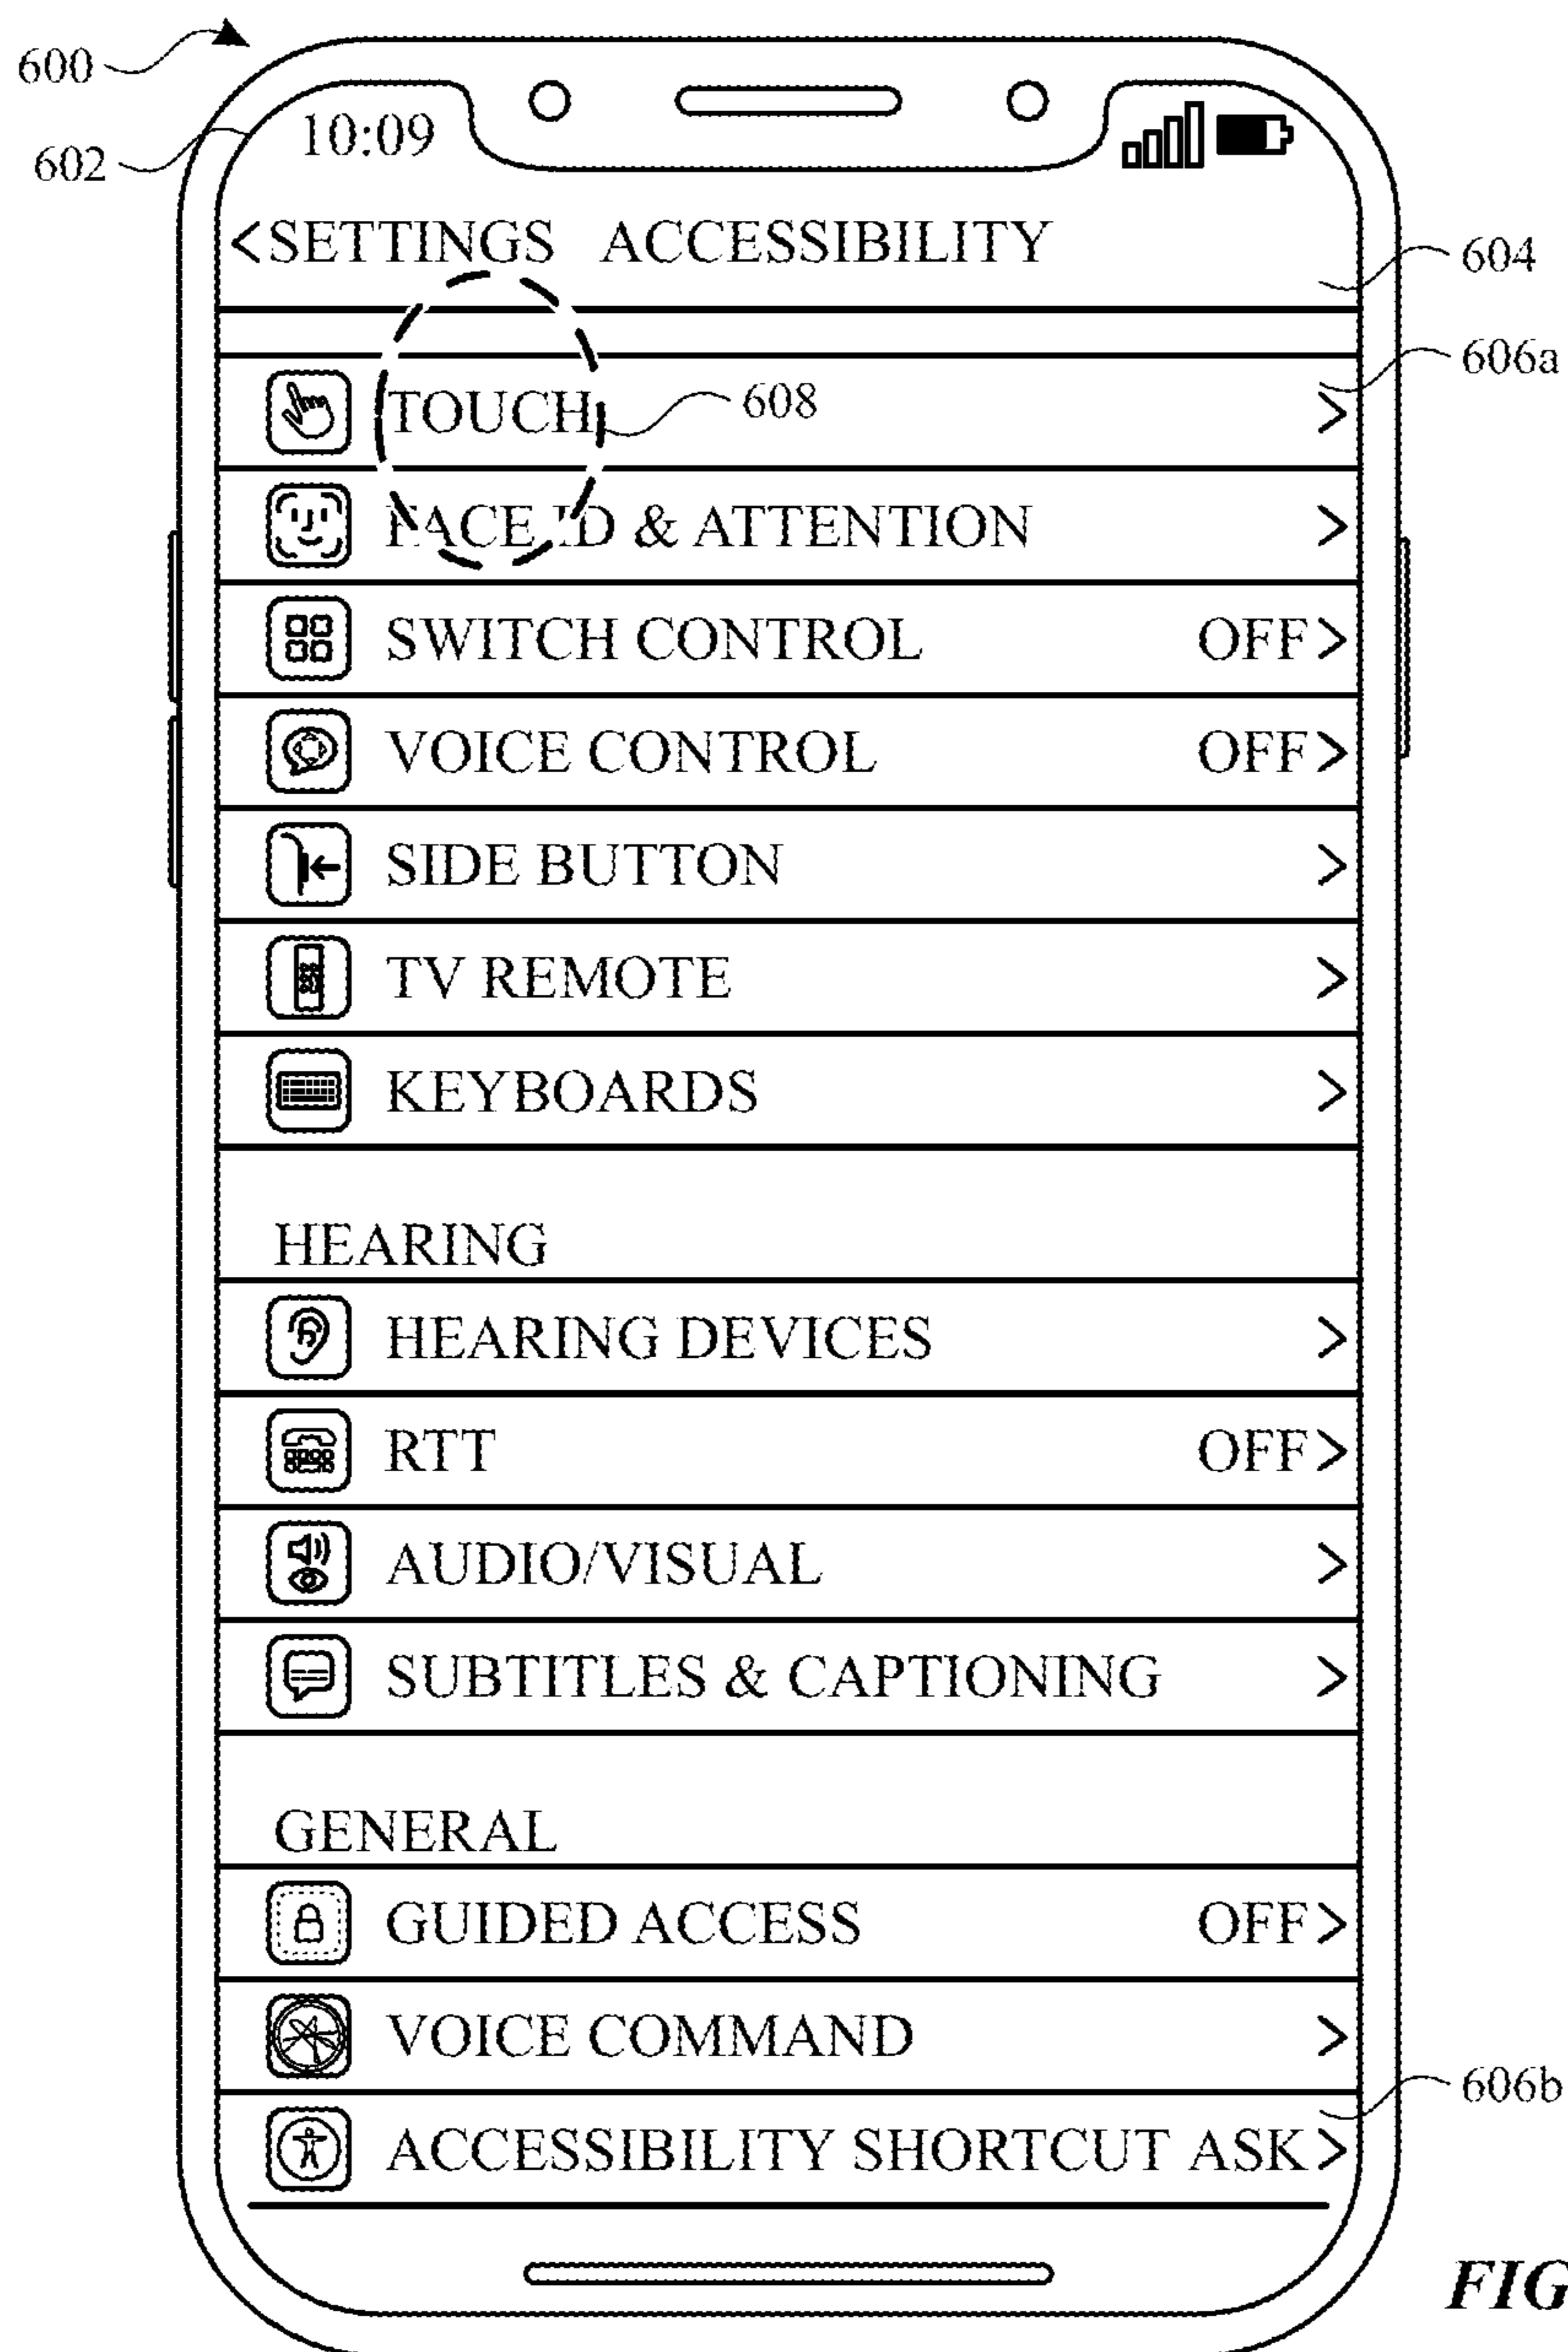 600
10:09
602
<SETTINGS ACCESSIBILITY
604
606a
TOUCH >
608
FACE ID & ATTENTION >
SWITCH CONTROL OFF>
VOICE CONTROL OFF>
SIDE BUTTON >
TV REMOTE >
KEYBOARDS >
HEARING
HEARING DEVICES >
RTT OFF>
AUDIO/VISUAL >
SUBTITLES & CAPTIONING >
GENERAL
GUIDED ACCESS OFF>
VOICE COMMAND >
606b
ACCESSIBILITY SHORTCUT ASK>
FIG